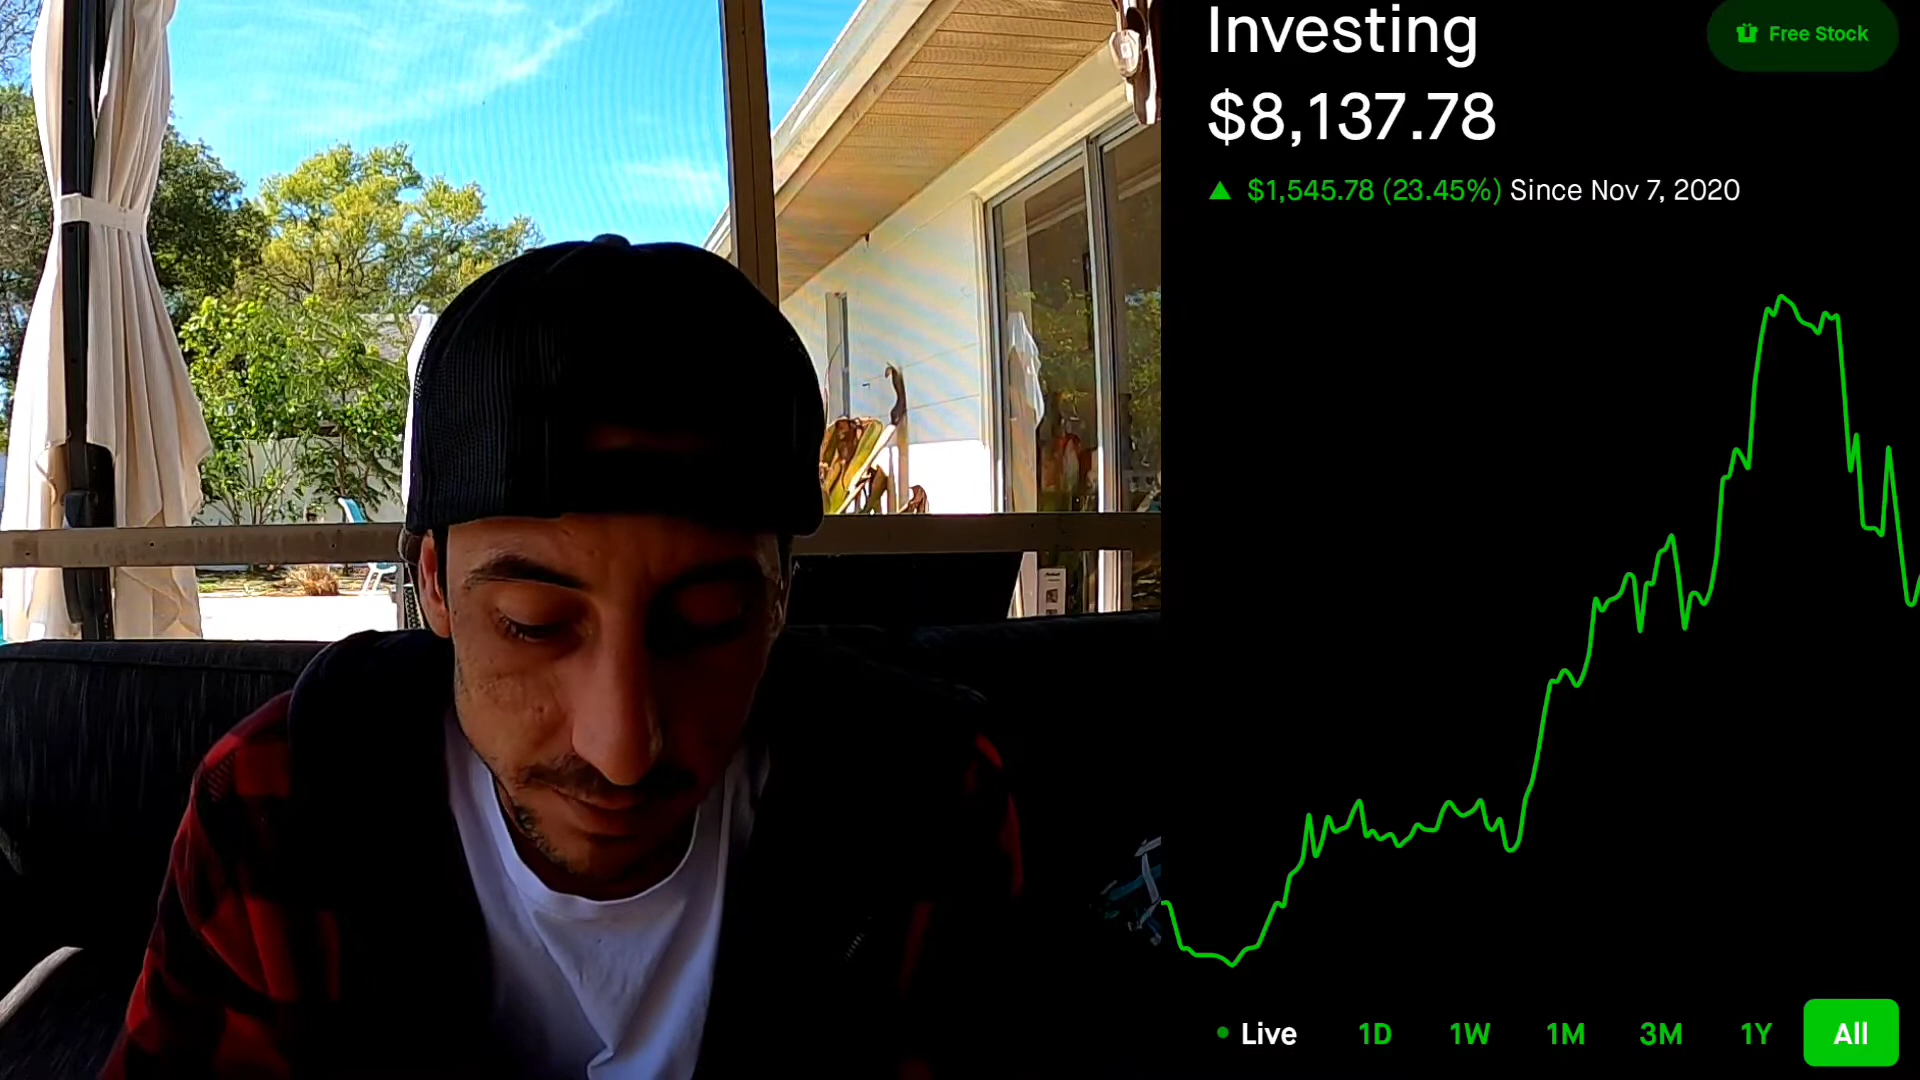 Investing
Free Stock
$8,137.78
▲ $1,545.78 (23.45%) Since Nov 7, 2020
Live 1D 1W 1M 3M 1Y All